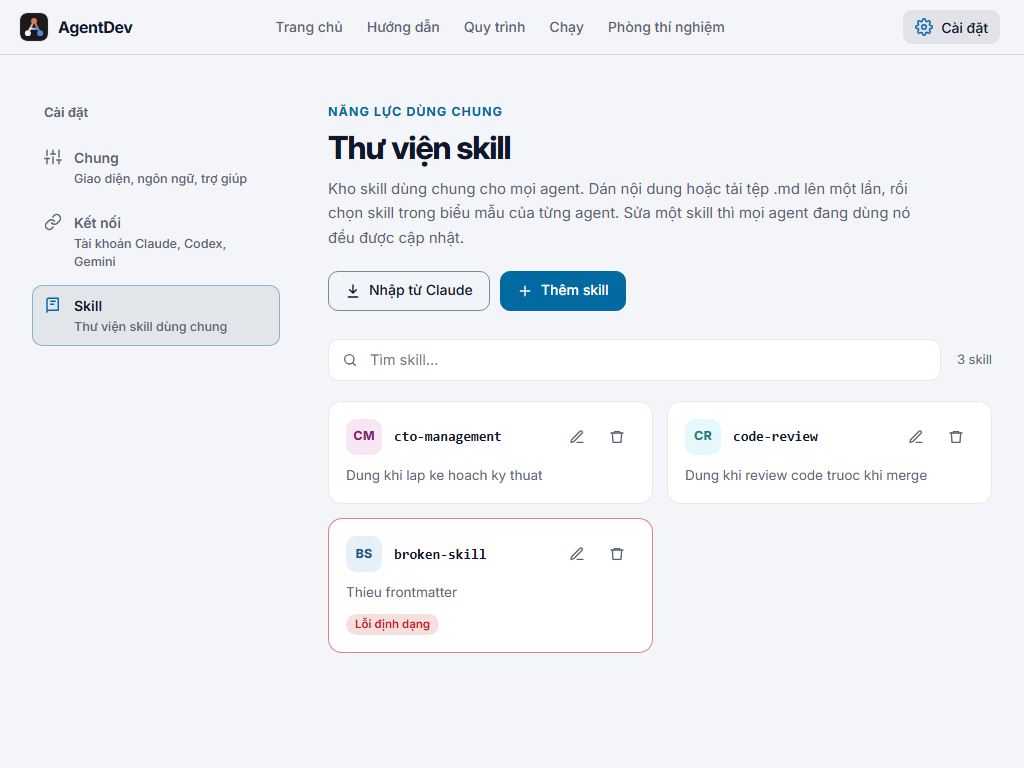 AgentDev
Trang chủ
Hướng dẫn
Quy trình
Chạy
Phòng thí nghiệm
Cài đặt
Cài đặt
Chung
Giao diện, ngôn ngữ, trợ giúp
Kết nối
Tài khoản Claude, Codex,
Gemini
Skill
Thư viện skill dùng chung
NĂNG LỰC DÙNG CHUNG
Thư viện skill
Kho skill dùng chung cho mọi agent. Dán nội dung hoặc tải tệp .md lên một lần, rồi
chọn skill trong biểu mẫu của từng agent. Sửa một skill thì mọi agent đang dùng nó
đều được cập nhật.
Nhập từ Claude
Thêm skill
Tìm skill...
3 skill
CM
cto-management
Dung khi lap ke hoach ky thuat
CR
code-review
Dung khi review code truoc khi merge
BS
broken-skill
Thieu frontmatter
Lỗi định dạng